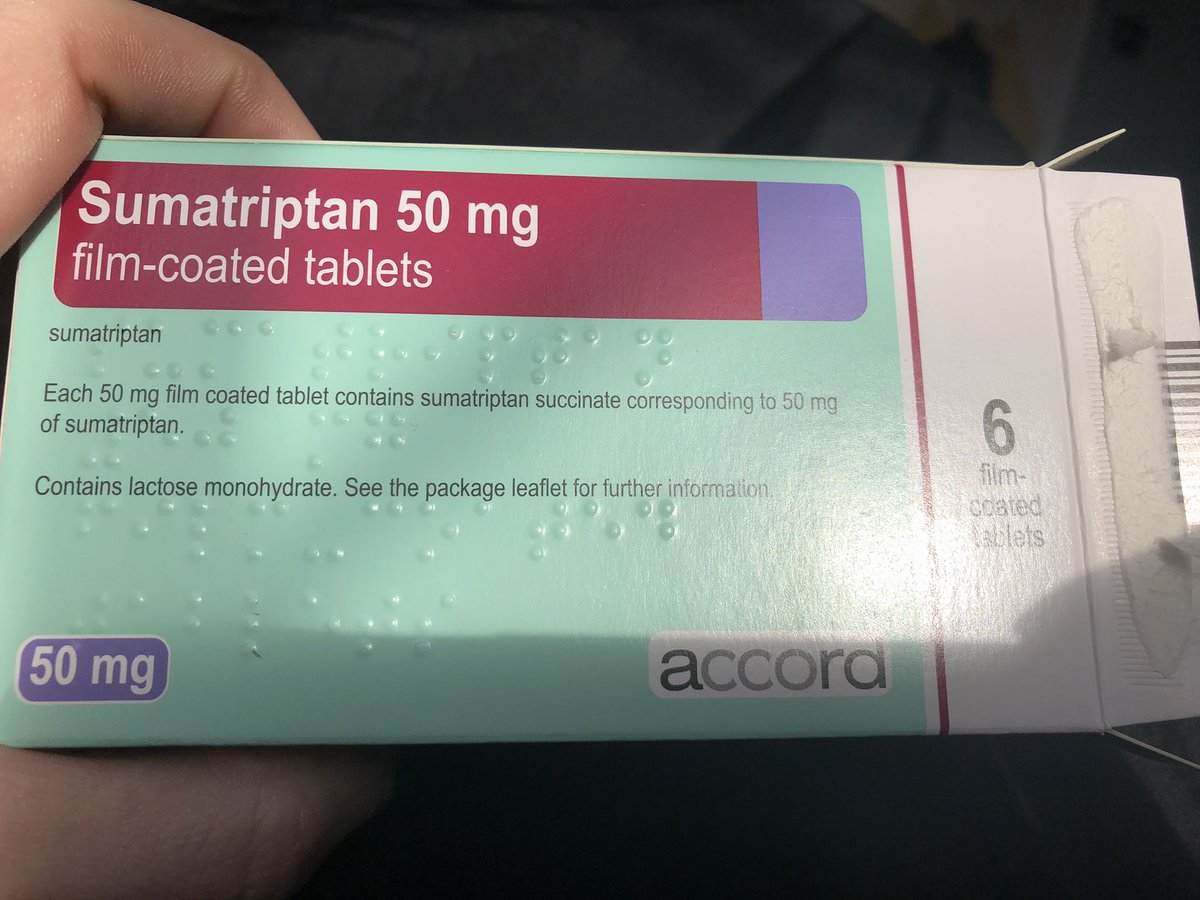 Sumatriptan 50 mg
film-coated tablets
sumatriptan
Each 50 mg film coated tablet contains sumatriptan succinate corresponding to 50 mg
of sumatriptan.
Contains lactose monohydrate. See the package leaflet for further information.
50 mg
accord
6
film-
coated
tablets